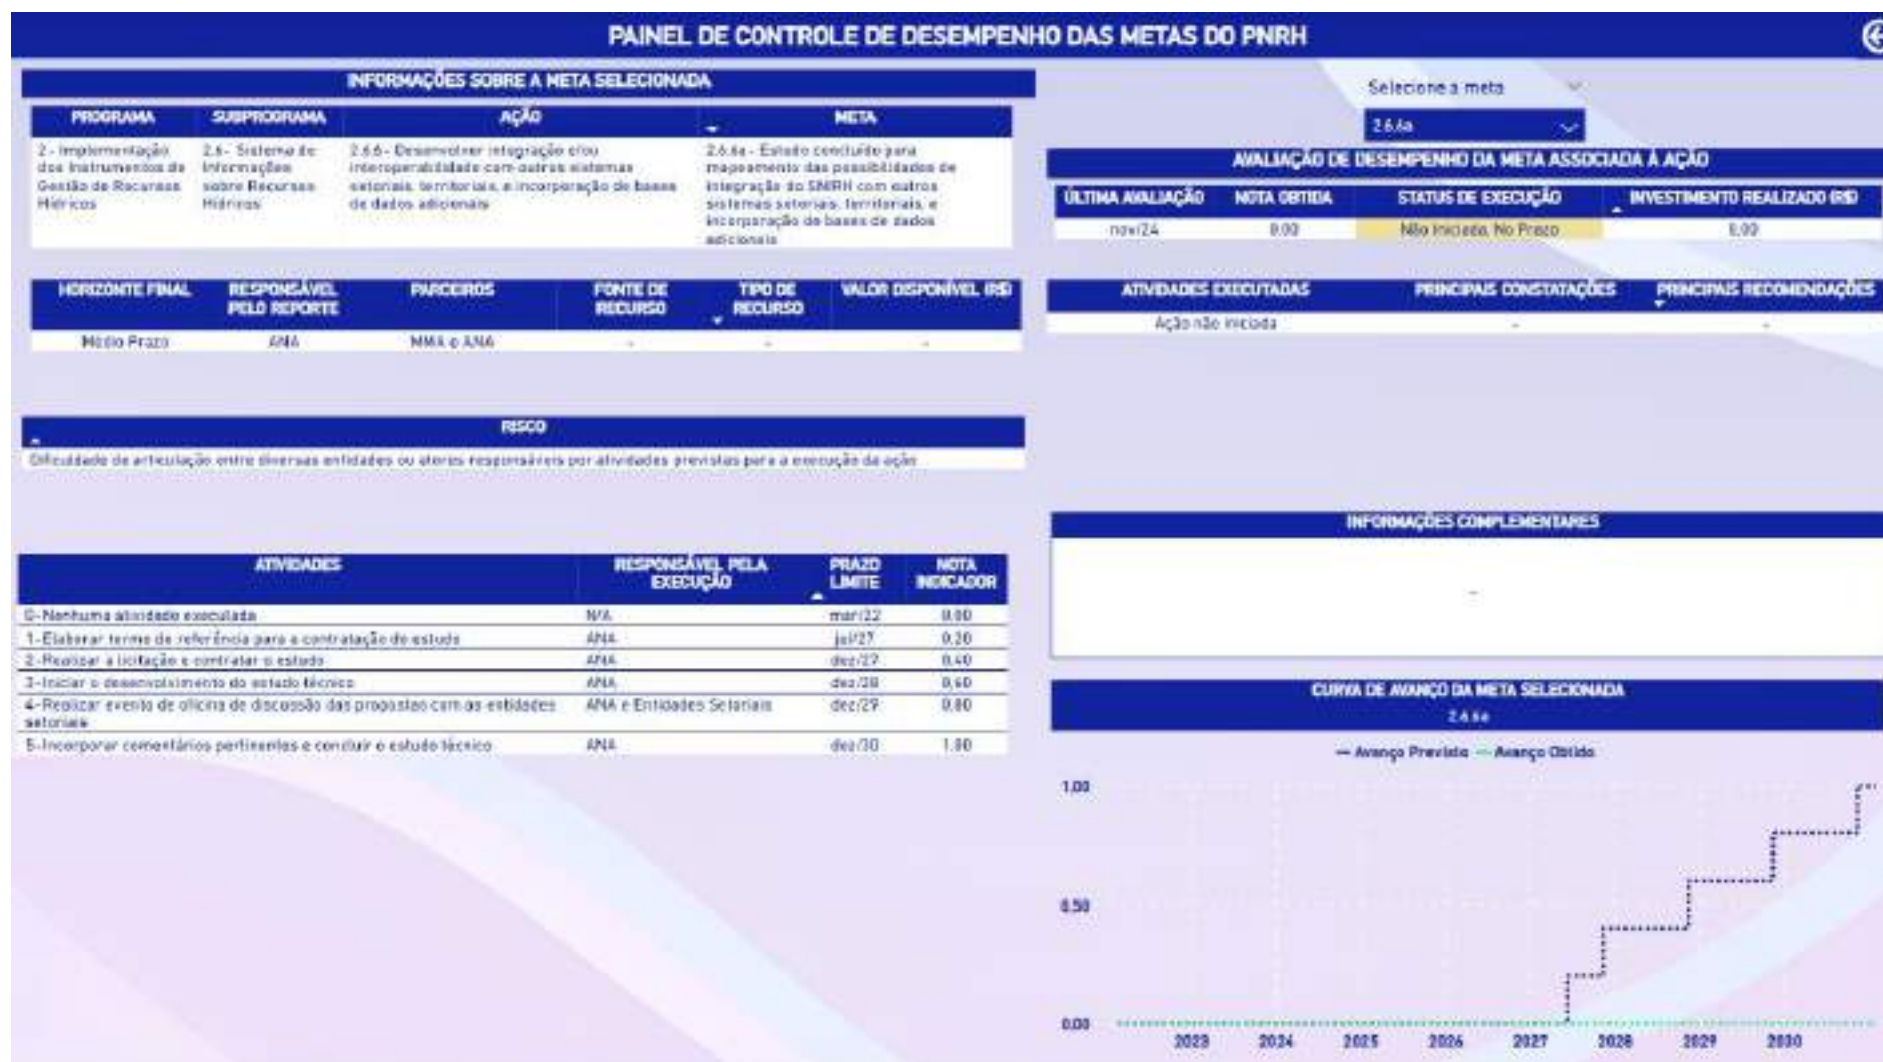 PAINEL DE CONTROLE DE DESEMPENHO DAS METAS DO PNRH
INFORMAÇÕES SOBRE A META SELECIONADA
PROGRAMA SUBPROGRAMA AÇÃO META
2 - Implementação dos Instrumentos de Gestão de Recursos Hídricos
2.6 - Sistema de Informações sobre Recursos Hídricos
2.6.6 - Desenvolver integração e/ou interoperabilidade com outros sistemas setoriais, territoriais, e incorporação de bases de dados adicionais
2.6.6a - Estudo concluído para mapeamento das possibilidades de integração do SNIRH com outros sistemas setoriais, territoriais, e incorporação de bases de dados adicionais
HORIZONTE FINAL RESPONSÁVEL PELO REPORTE PARCEIROS FONTE DE RECURSO TIPO DE RECURSO VALOR DISPONÍVEL (R$)
Médio Prazo ANA MMA e ANA - - -
RISCO
Dificuldade de articulação entre diversas entidades ou atores responsáveis por atividades previstas para a execução da ação
ATIVIDADES RESPONSÁVEL PELA EXECUÇÃO PRAZO LIMITE NOTA INDICADOR
0-Nenhuma atividade executada N/A mar/22 0.00
1-Elaborar termo de referência para a contratação do estudo ANA jul/27 0.20
2-Realizar a licitação e contratar o estudo ANA dez/27 0.40
3-Iniciar o desenvolvimento do estudo técnico ANA dez/28 0.60
4-Realizar evento de oficina de discussão das propostas com as entidades setoriais ANA e Entidades Setoriais dez/29 0.80
5-Incorporar comentários pertinentes e concluir o estudo técnico ANA dez/30 1.00
Selecione a meta
2.6.6a
AVALIAÇÃO DE DESEMPENHO DA META ASSOCIADA À AÇÃO
ÚLTIMA AVALIAÇÃO NOTA OBTIDA STATUS DE EXECUÇÃO INVESTIMENTO REALIZADO (R$)
nov/24 0.00 Não Iniciada, No Prazo 0,00
ATIVIDADES EXECUTADAS PRINCIPAIS CONSTATAÇÕES PRINCIPAIS RECOMENDAÇÕES
Ação não iniciada - -
INFORMAÇÕES COMPLEMENTARES
-
CURVA DE AVANÇO DA META SELECIONADA
2.6.6a
Avanço Previsto Avanço Obtido
1.00
0.50
0.00
2023 2024 2025 2026 2027 2028 2029 2030